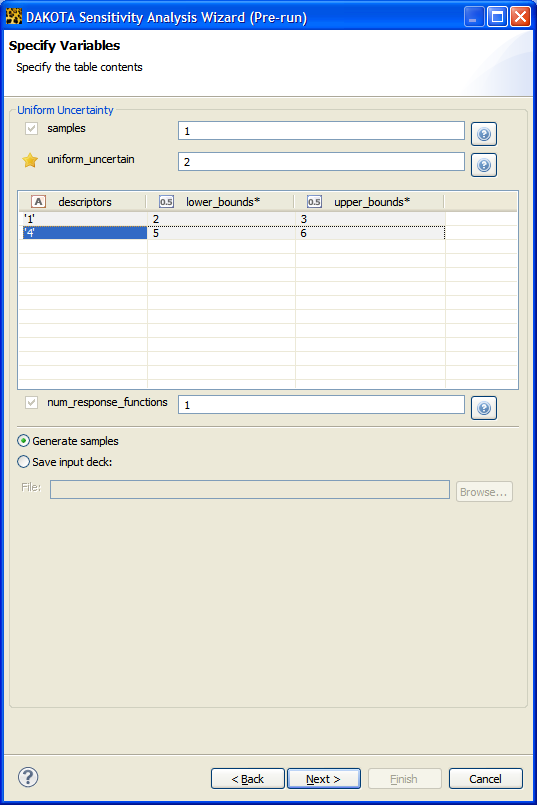 DAKOTA Sensitivity Analysis Wizard (Pre-run)
Specify Variables
Specify the table contents
Uniform Uncertainty
samples 1
uniform_uncertain 2
A descriptors 0.5 lower_bounds* 0.5 upper_bounds*
'1' 2 3
'4' 5 6
num_response_functions 1
Generate samples
Save input deck:
File: Browse...
< Back Next > Finish Cancel